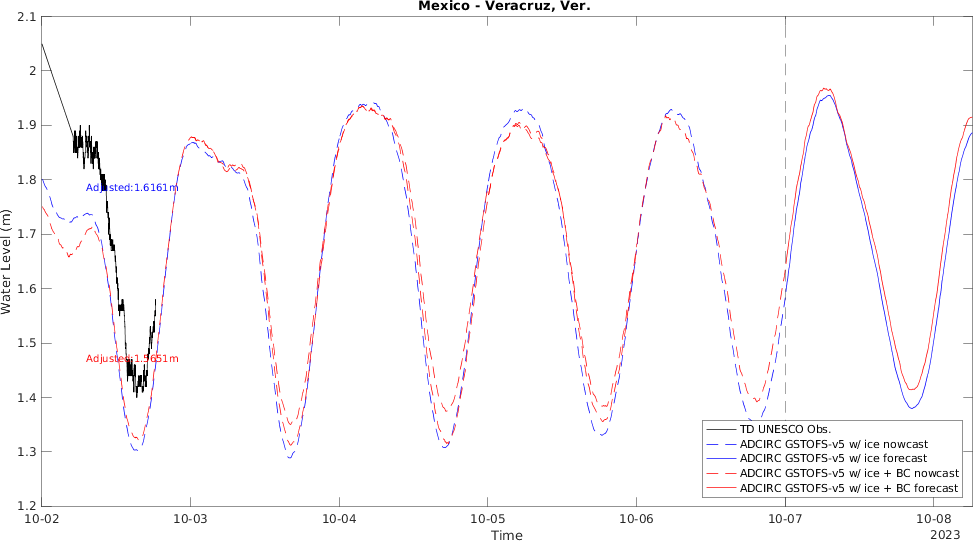 Mexico - Veracruz, Ver.
2.1
2
1.9
1.8
1.7
1.6
1.5
1.4
1.3
1.2
Water Level (m)
Adjusted:1.6161m
Adjusted:1.5651m
TD UNESCO Obs.
ADCIRC GSTOFS-v5 w/ ice nowcast
ADCIRC GSTOFS-v5 w/ ice forecast
ADCIRC GSTOFS-v5 w/ ice + BC nowcast
ADCIRC GSTOFS-v5 w/ ice + BC forecast
10-02 10-03 10-04 10-05 10-06 10-07 10-08
Time
2023